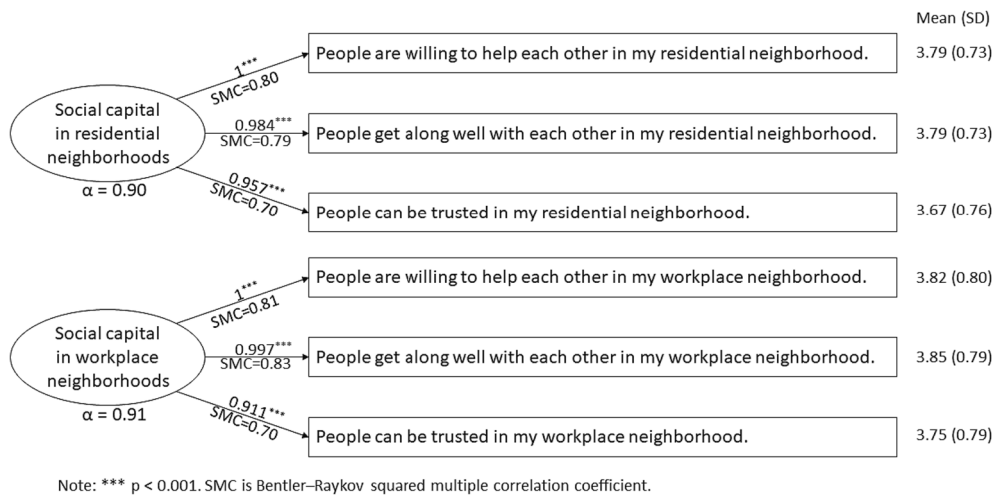 Mean (SD)
People are willing to help each other in my residential neighborhood.
3.79 (0.73)
1***
SMC=0.80
Social capital
in residential
neighborhoods
α = 0.90
0.984***
SMC=0.79
People get along well with each other in my residential neighborhood.
3.79 (0.73)
0.957***
SMC=0.70
People can be trusted in my residential neighborhood.
3.67 (0.76)
People are willing to help each other in my workplace neighborhood.
3.82 (0.80)
1***
SMC=0.81
Social capital
in workplace
neighborhoods
α = 0.91
0.997***
SMC=0.83
People get along well with each other in my workplace neighborhood.
3.85 (0.79)
0.911***
SMC=0.70
People can be trusted in my workplace neighborhood.
3.75 (0.79)
Note: *** p < 0.001. SMC is Bentler–Raykov squared multiple correlation coefficient.